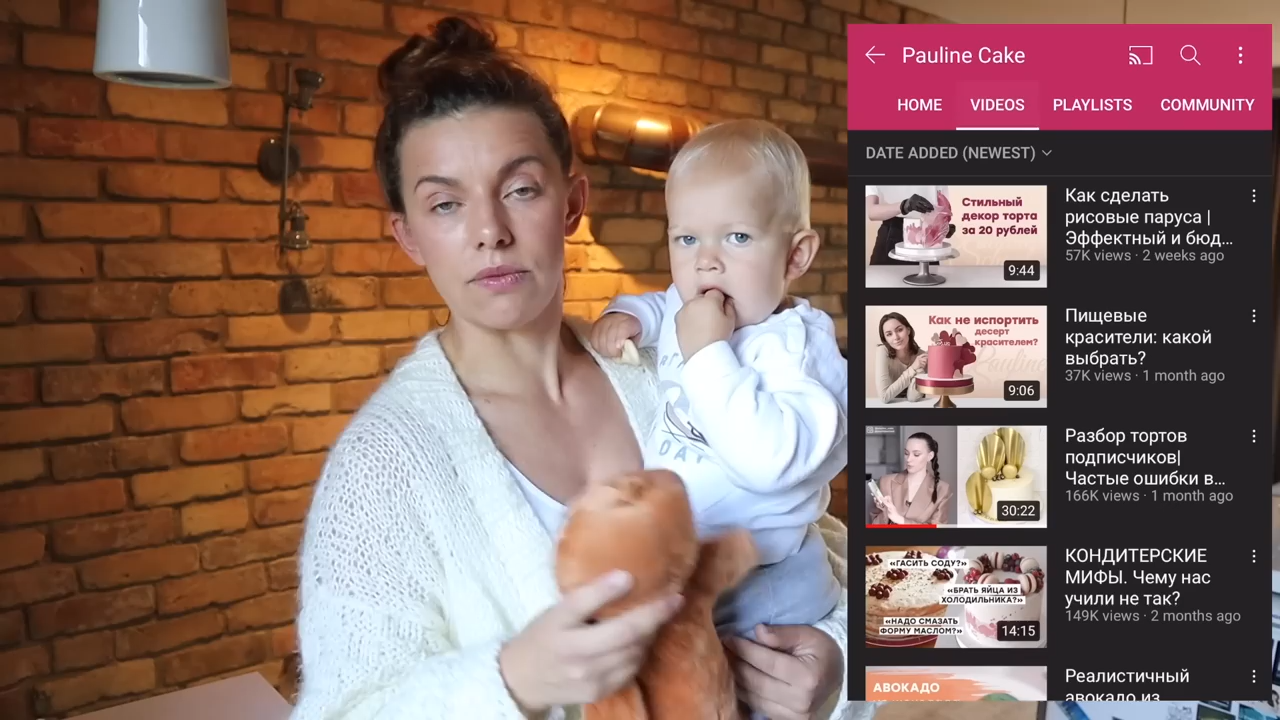 Pauline Cake
HOME VIDEOS PLAYLISTS COMMUNITY
DATE ADDED (NEWEST)
Стильный
декор торта
за 20 рублей
9:44
Как сделать
рисовые паруса |
Эффектный и бюд...
57K views · 2 weeks ago
Как не испортить
десерт
красителем?
9:06
Пищевые
красители: какой
выбрать?
37K views · 1 month ago
30:22
Разбор тортов
подписчиков|
Частые ошибки в...
166K views · 1 month ago
«ГАСИТЬ СОДУ?»
«БРАТЬ ЯЙЦА ИЗ
ХОЛОДИЛЬНИКА?»
«НАДО СМАЗАТЬ
ФОРМУ МАСЛОМ?»
14:15
КОНДИТЕРСКИЕ
МИФЫ. Чему нас
учили не так?
149K views · 2 months ago
АВОКАДО
Реалистичный
авокадо из